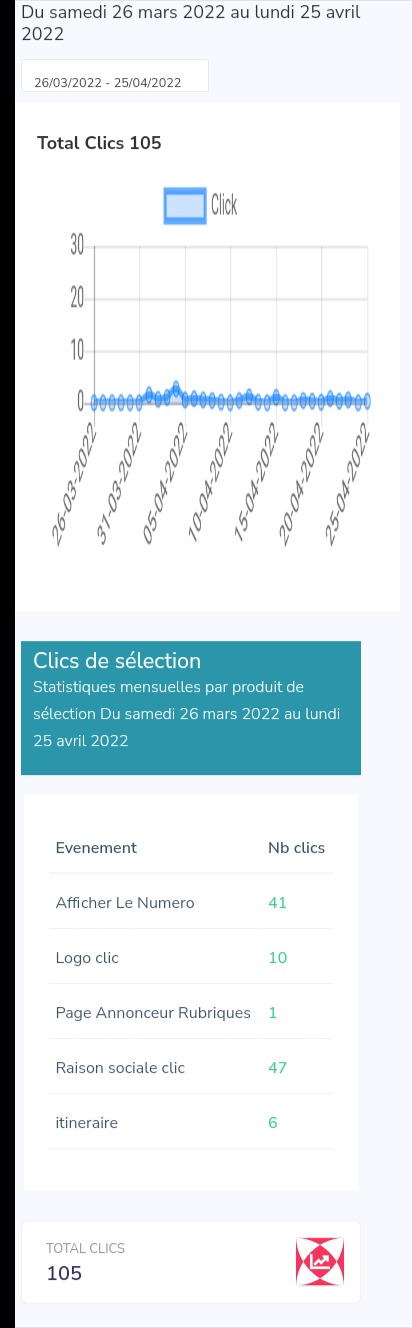 Du samedi 26 mars 2022 au lundi 25 avril
2022
26/03/2022 - 25/04/2022
Total Clics 105
Click
30
20
10
0
26-03-2022
31-03-2022
05-04-2022
10-04-2022
15-04-2022
20-04-2022
25-04-2022
Clics de sélection
Statistiques mensuelles par produit de
sélection Du samedi 26 mars 2022 au lundi
25 avril 2022
Evenement Nb clics
Afficher Le Numero 41
Logo clic 10
Page Annonceur Rubriques 1
Raison sociale clic 47
itineraire 6
TOTAL CLICS
105